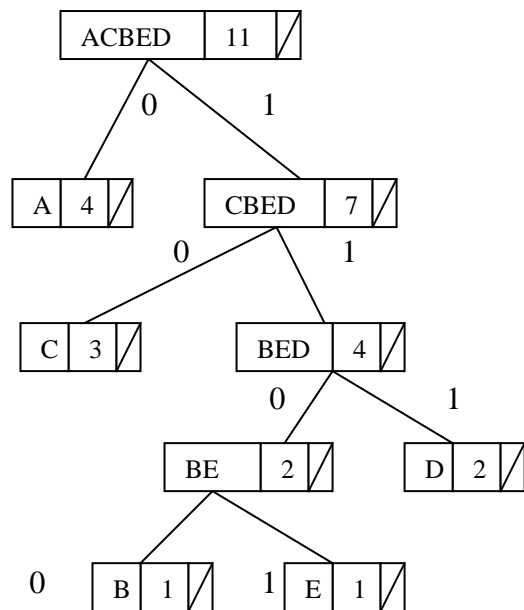 ACBED 11
0 1
A 4 CBED 7
0 1
C 3 BED 4
0 1
BE 2 D 2
0 B 1 1 E 1